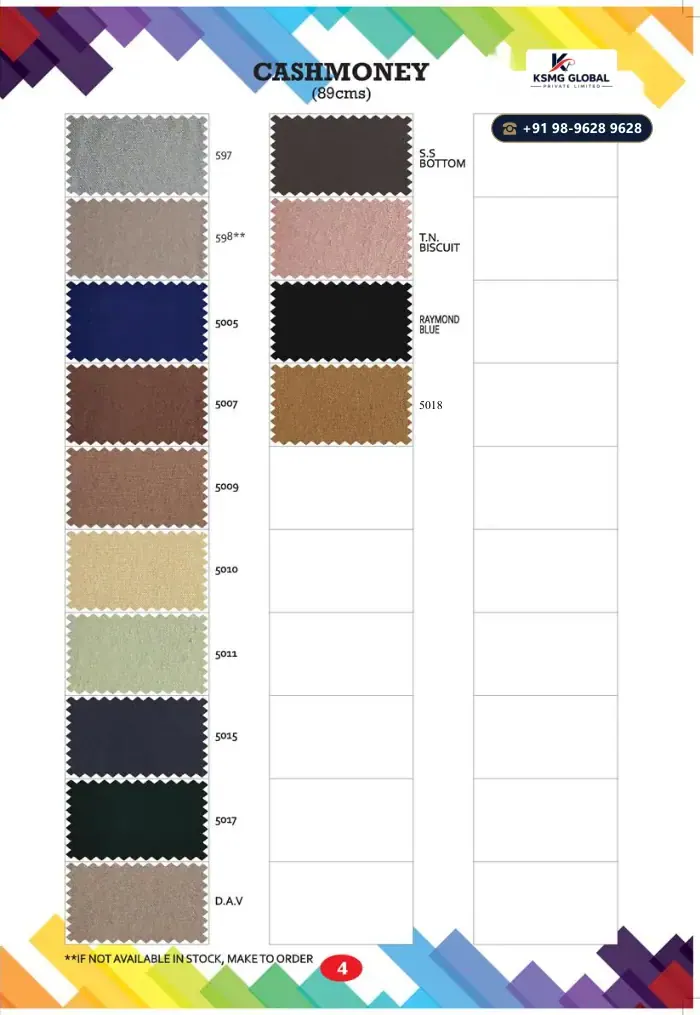 CASHMONEY
(89cms)
KSMG GLOBAL
PRIVATE LIMITED
+91 98-9628 9628
597
598**
5005
5007
5009
5010
5011
5015
5017
D.A.V
S.S
BOTTOM
T.N.
BISCUIT
RAYMOND
BLUE
5018
**IF NOT AVAILABLE IN STOCK, MAKE TO ORDER
4